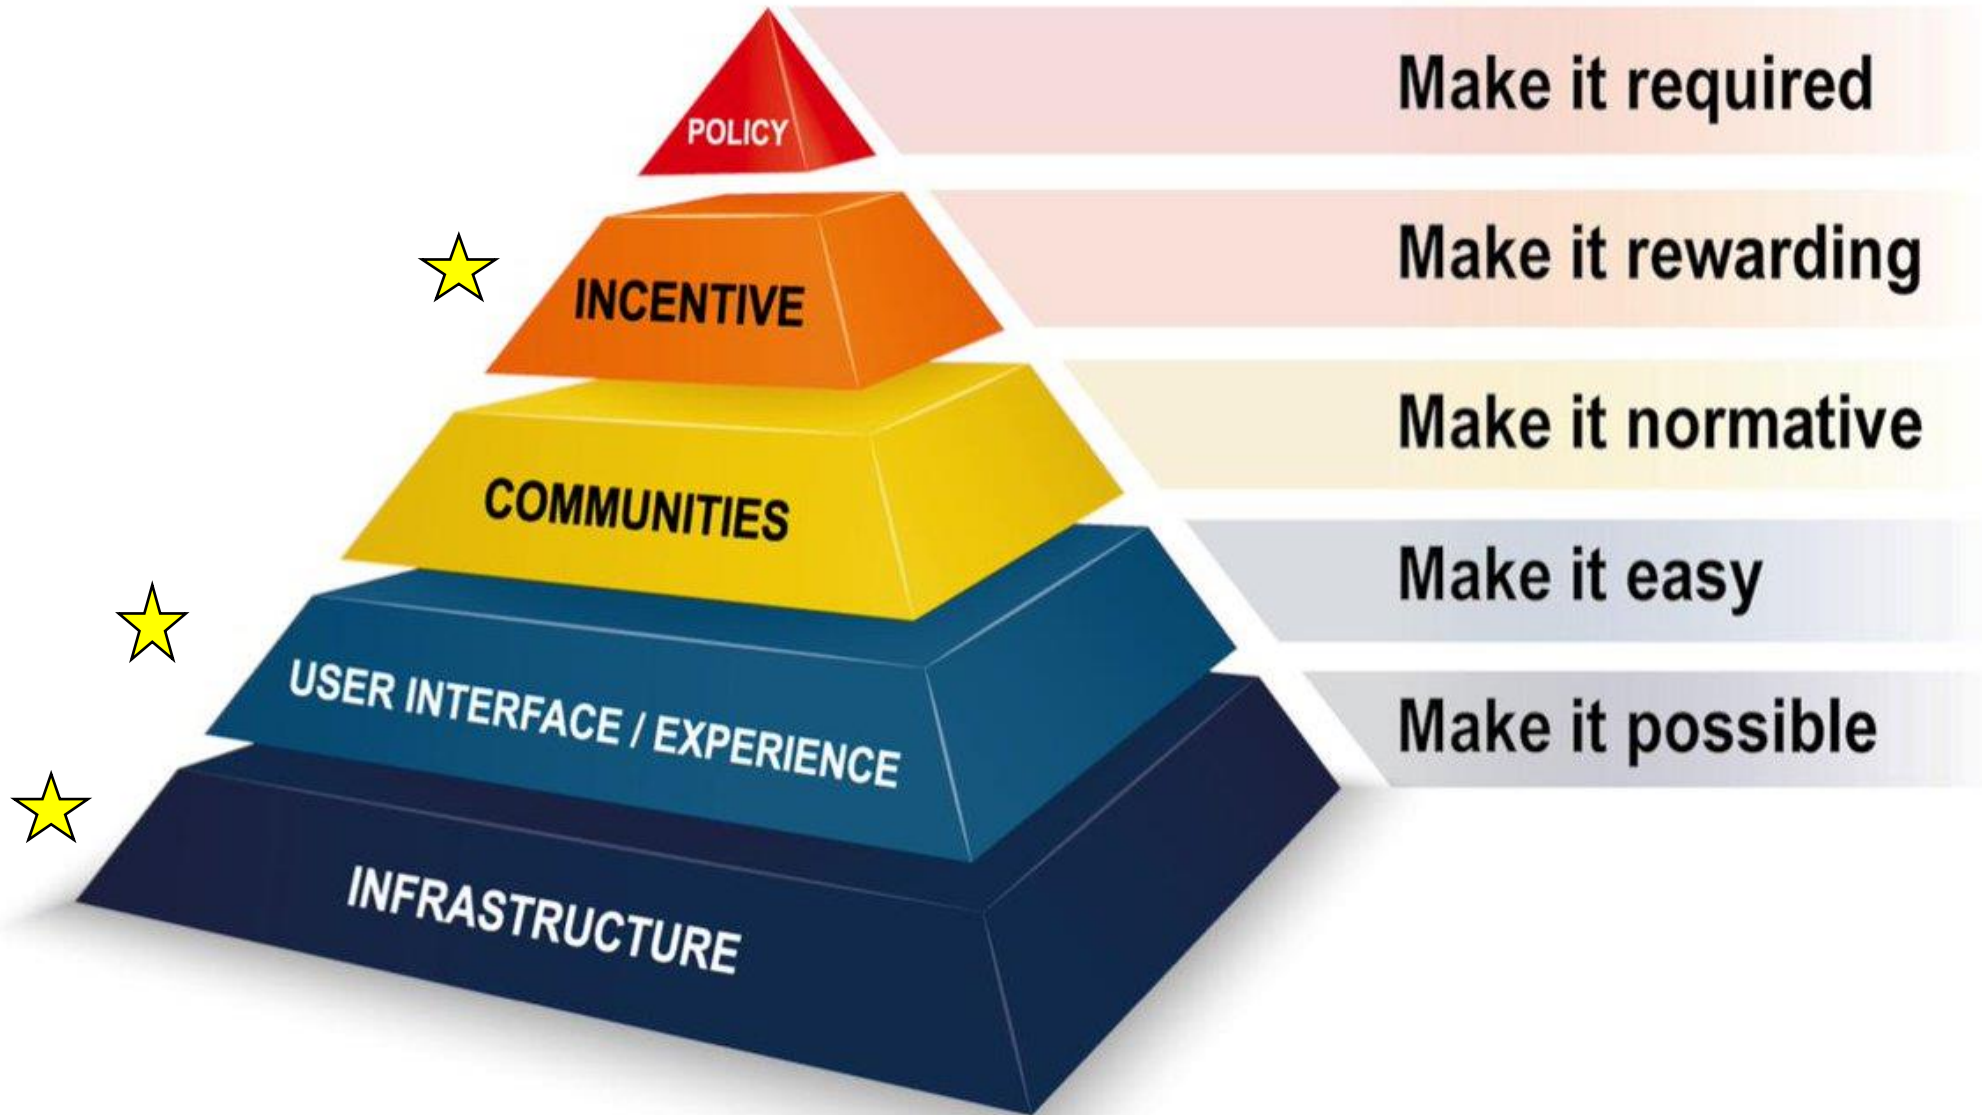 POLICY
Make it required
INCENTIVE
Make it rewarding
COMMUNITIES
Make it normative
USER INTERFACE / EXPERIENCE
Make it easy
INFRASTRUCTURE
Make it possible